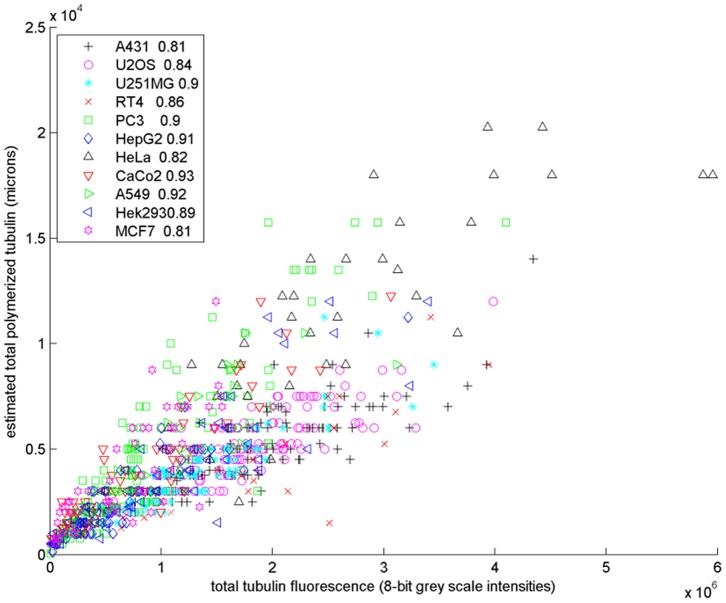 x 10^4
2.5
2
1.5
1
0.5
0
estimated total polymerized tubulin (microns)
A431 0.81
U2OS 0.84
U251MG 0.9
RT4 0.86
PC3 0.9
HepG2 0.91
HeLa 0.82
CaCo2 0.93
A549 0.92
Hek2930.89
MCF7 0.81
0 1 2 3 4 5 6
total tubulin fluorescence (8-bit grey scale intensities)
x 10^6